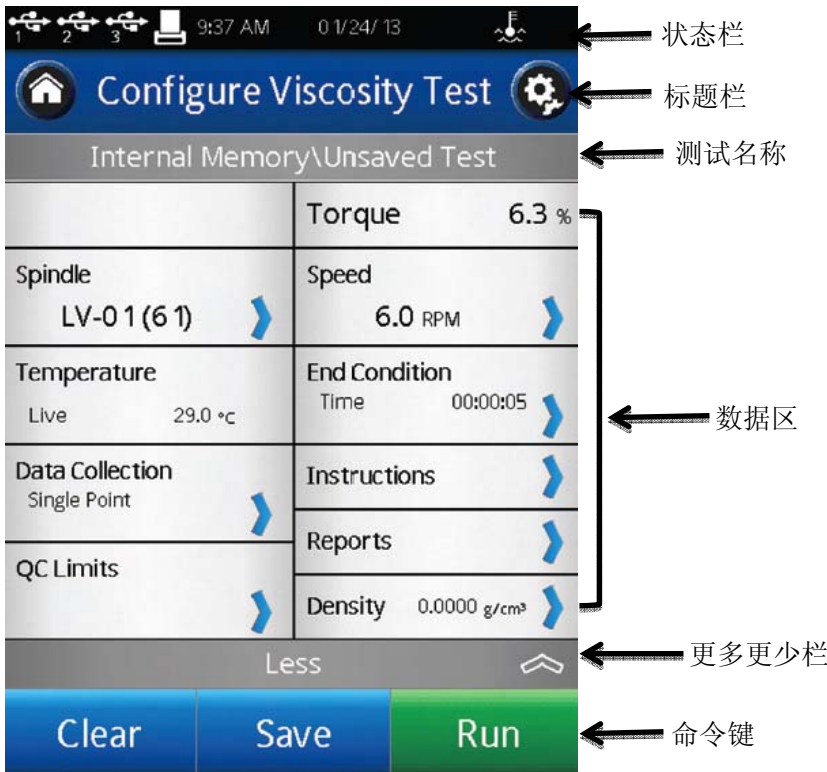 1 2 3 9:37 AM 01/24/13
状态栏
Configure Viscosity Test
标题栏
Internal Memory\Unsaved Test
测试名称
Torque 6.3 %
Spindle
LV-01(61)
Speed
6.0 RPM
Temperature
Live 29.0 °C
End Condition
Time 00:00:05
数据区
Data Collection
Single Point
Instructions
Reports
QC Limits
Density 0.0000 g/cm³
Less
更多更少栏
Clear
Save
Run
命令键